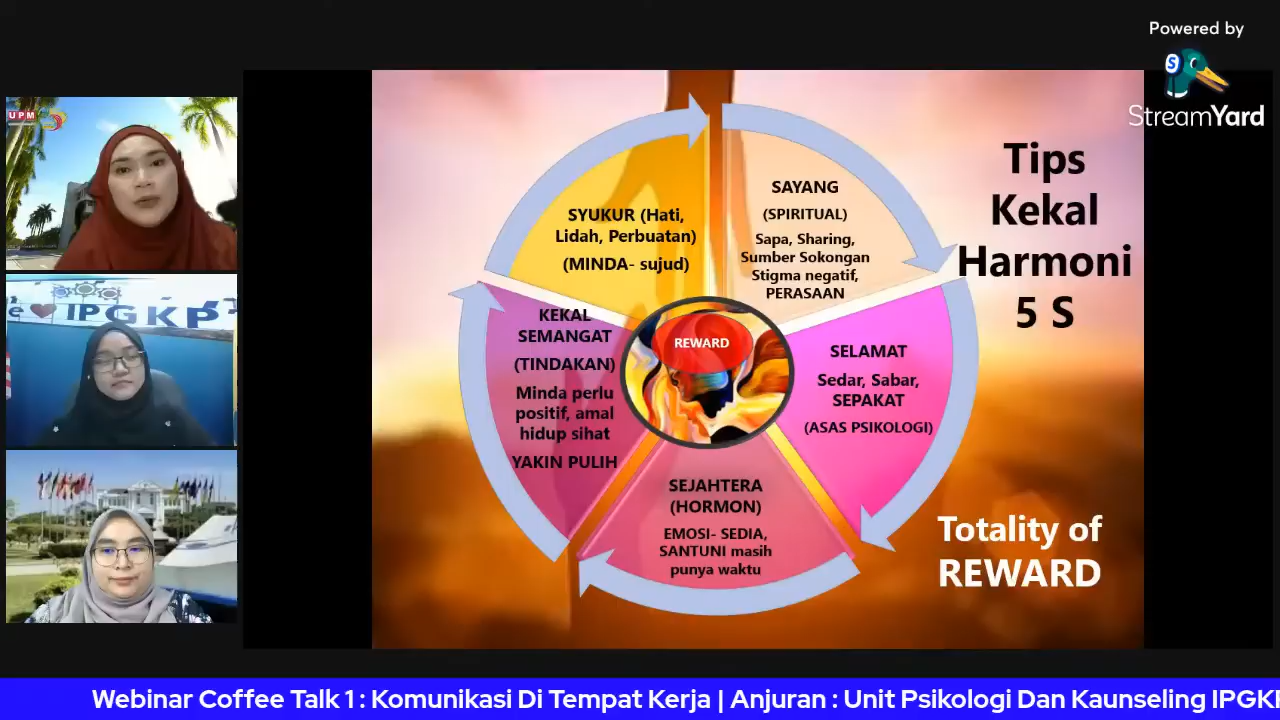 Powered by
StreamYard
UPM
IPGKP
Tips
Kekal
Harmoni
5 S
SAYANG
(SPIRITUAL)
Sapa, Sharing,
Sumber Sokongan
Stigma negatif,
PERASAAN
SELAMAT
Sedar, Sabar,
SEPAKAT
(ASAS PSIKOLOGI)
SEJAHTERA
(HORMON)
EMOSI- SEDIA,
SANTUNI masih
punya waktu
KEKAL
SEMANGAT
(TINDAKAN)
Minda perlu
positif, amal
hidup sihat
YAKIN PULIH
SYUKUR (Hati,
Lidah, Perbuatan)
(MINDA- sujud)
REWARD
Totality of
REWARD
Webinar Coffee Talk 1 : Komunikasi Di Tempat Kerja | Anjuran : Unit Psikologi Dan Kaunseling IPGKP